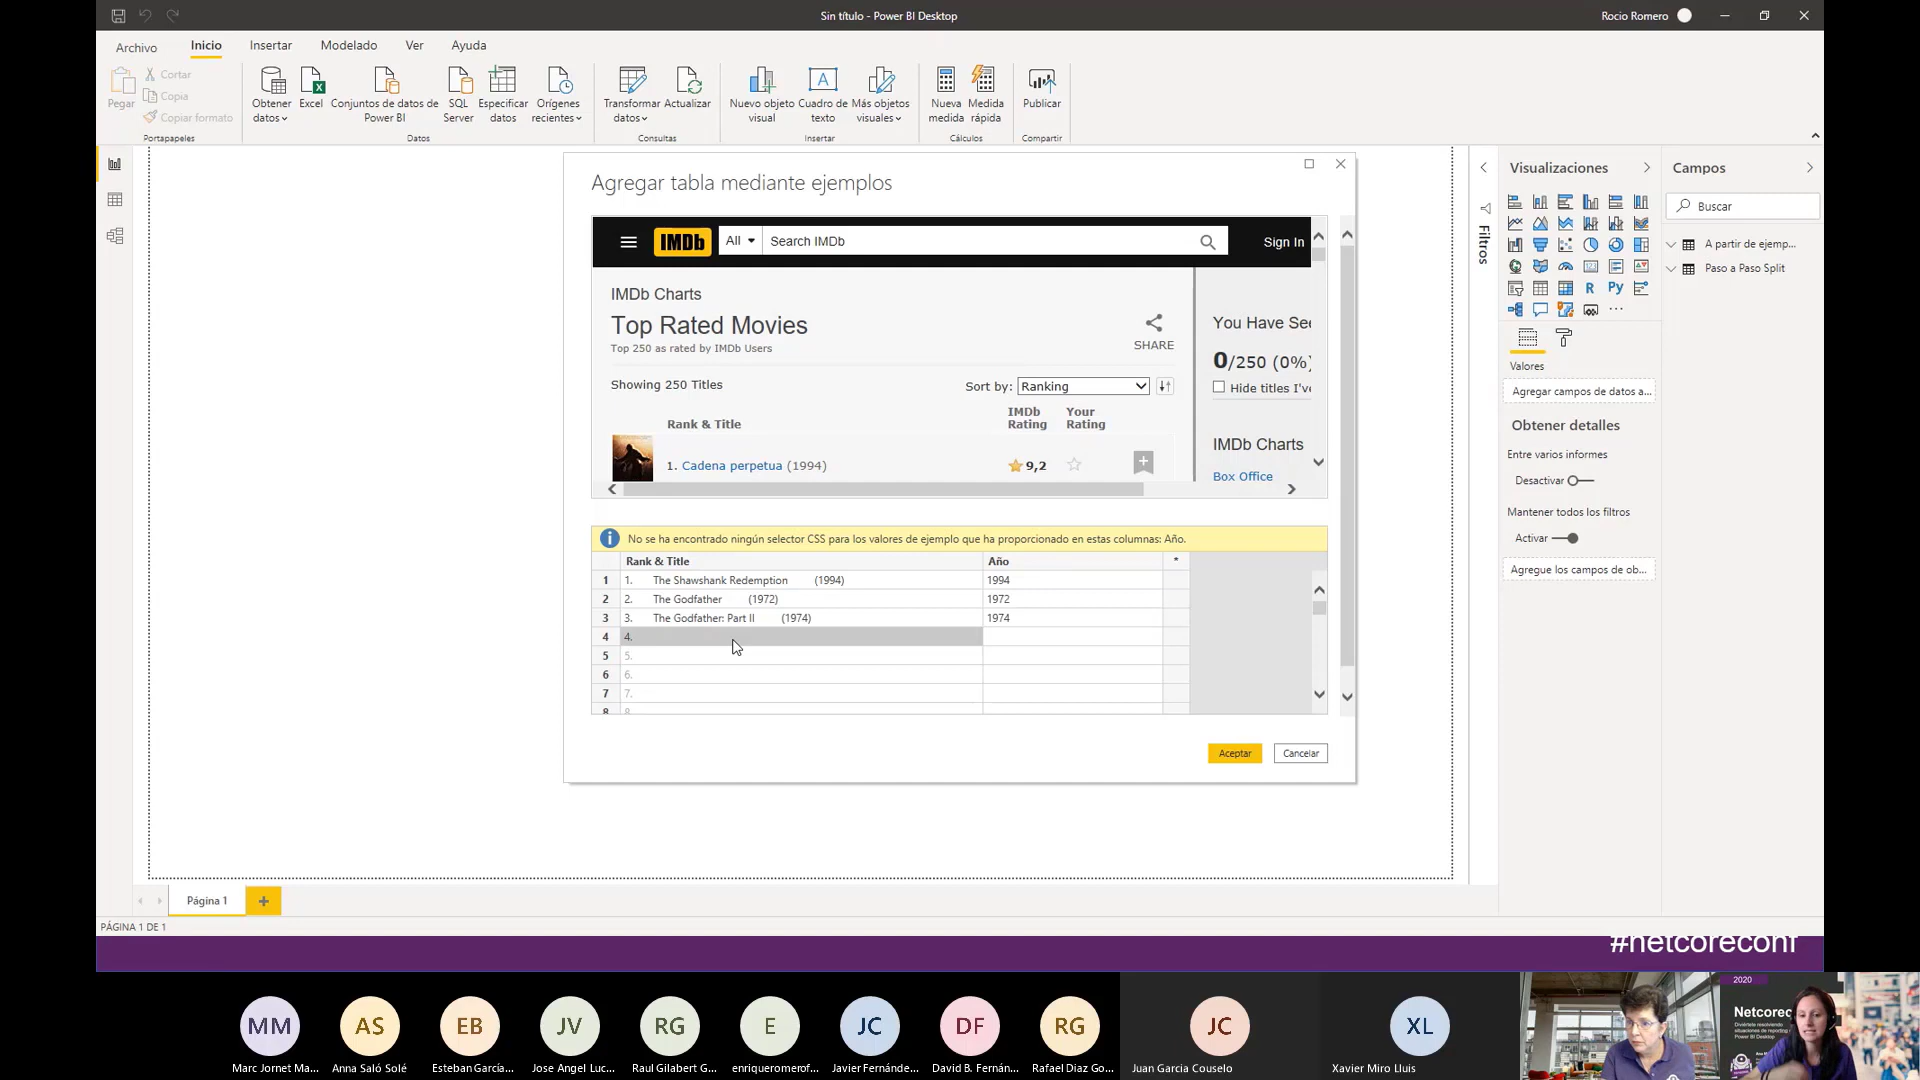 Sin título - Power BI Desktop
Rocio Romero
Archivo
Inicio
Insertar
Modelado
Ver
Ayuda
Pegar
Cortar
Copia
Copiar formato
Portapapeles
Obtener datos
Excel
Conjuntos de datos de Power BI
SQL Server
Especificar datos
Orígenes recientes
Datos
Transformar datos
Actualizar
Consultas
Nuevo objeto visual
Cuadro de texto
Más objetos visuales
Insertar
Nueva medida
Medida rápida
Cálculos
Publicar
Compartir
Agregar tabla mediante ejemplos
IMDb
All
Search IMDb
Sign In
IMDb Charts
Top Rated Movies
Top 250 as rated by IMDb Users
SHARE
Showing 250 Titles
Sort by: Ranking
Rank & Title
IMDb Rating
Your Rating
1. Cadena perpetua (1994)
9,2
You Have See
0/250 (0%)
Hide titles I've
IMDb Charts
Box Office
No se ha encontrado ningún selector CSS para los valores de ejemplo que ha proporcionado en estas columnas: Año.
Rank & Title Año *
1 1. The Shawshank Redemption (1994) 1994
2 2. The Godfather (1972) 1972
3 3. The Godfather: Part II (1974) 1974
4 4.
5 5.
6 6.
7 7.
8 8.
Aceptar
Cancelar
Filtros
Visualizaciones
R
Py
Valores
Agregar campos de datos a...
Obtener detalles
Entre varios informes
Desactivar
Mantener todos los filtros
Activar
Agregue los campos de ob...
Campos
Buscar
A partir de ejemp...
Paso a Paso Split
Página 1
PÁGINA 1 DE 1
#netcoreconf
MM
AS
EB
JV
RG
E
JC
DF
RG
JC
XL
Marc Jornet Ma...
Anna Saló Solé
Esteban García...
Jose Angel Luc...
Raul Gilabert G...
enriqueromerof...
Javier Fernánde...
David B. Fernán...
Rafael Diaz Go...
Juan Garcia Couselo
Xavier Miro Lluis
2020
Netcorec